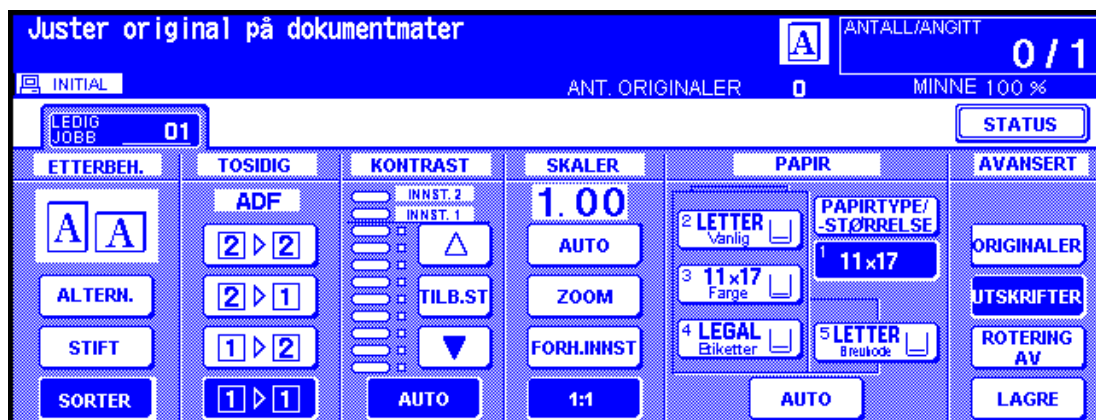 Juster original på dokumentmater
ANTALL/ANGITT
0 / 1
INITIAL
ANT. ORIGINALER 0
MINNE 100 %
LEDIG
JOBB 01
STATUS
ETTERBEH. TOSIDIG KONTRAST SKALER PAPIR AVANSERT
A A
ALTERN.
STIFT
SORTER
ADF
2 ▷ 2
2 ▷ 1
1 ▷ 2
1 ▷ 1
INNST. 2
INNST. 1
TILB.ST
AUTO
1.00
AUTO
ZOOM
FORH.INNST
1:1
2 LETTER
Vanlig
3 11x17
Farge
4 LEGAL
Etiketter
PAPIRTYPE/
-STØRRELSE
1 11x17
5 LETTER
AUTO
ORIGINALER
UTSKRIFTER
ROTERING
AV
LAGRE
A